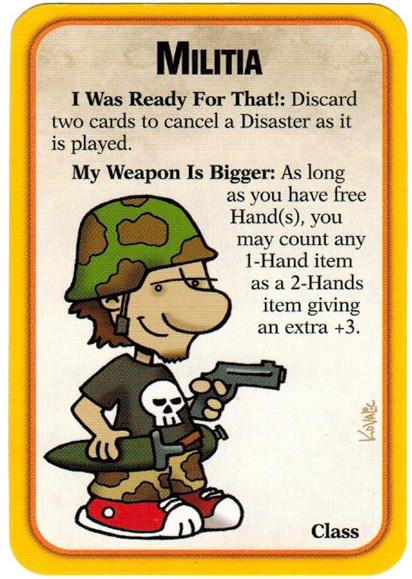 MILITIA
I Was Ready For That!: Discard
two cards to cancel a Disaster as it
is played.
My Weapon Is Bigger: As long
as you have free
Hand(s), you
may count any
1-Hand item
as a 2-Hands
item giving
an extra +3.
KOVALIC
Class